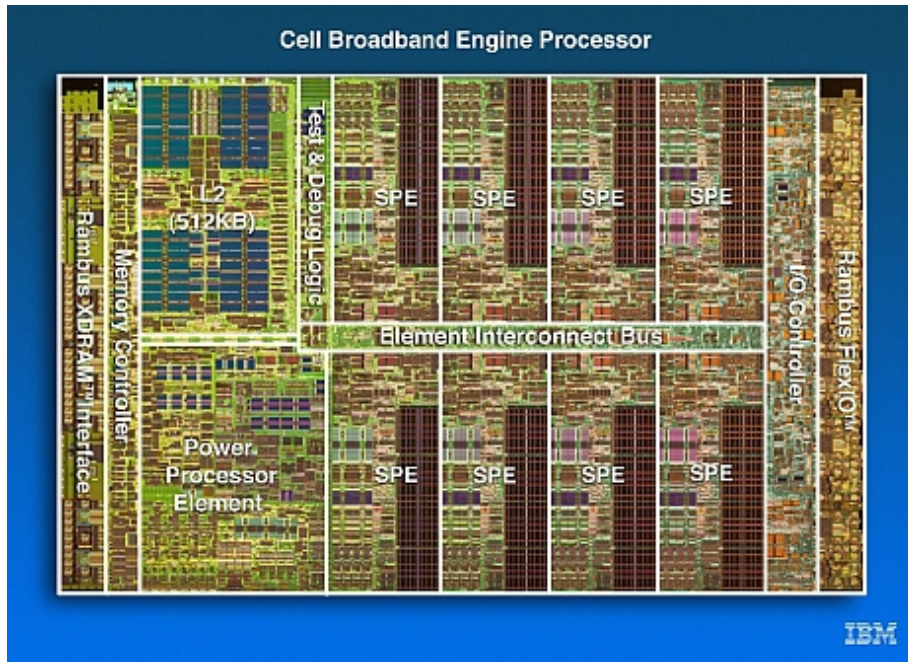 Cell Broadband Engine Processor
Rambus XDRAM™ Interface
Memory Controller
L2
(512KB)
Test & Debug Logic
SPE
SPE
SPE
SPE
I/O Controller
Rambus FlexIO™
Element Interconnect Bus
Power
Processor
Element
SPE
SPE
SPE
SPE
IBM